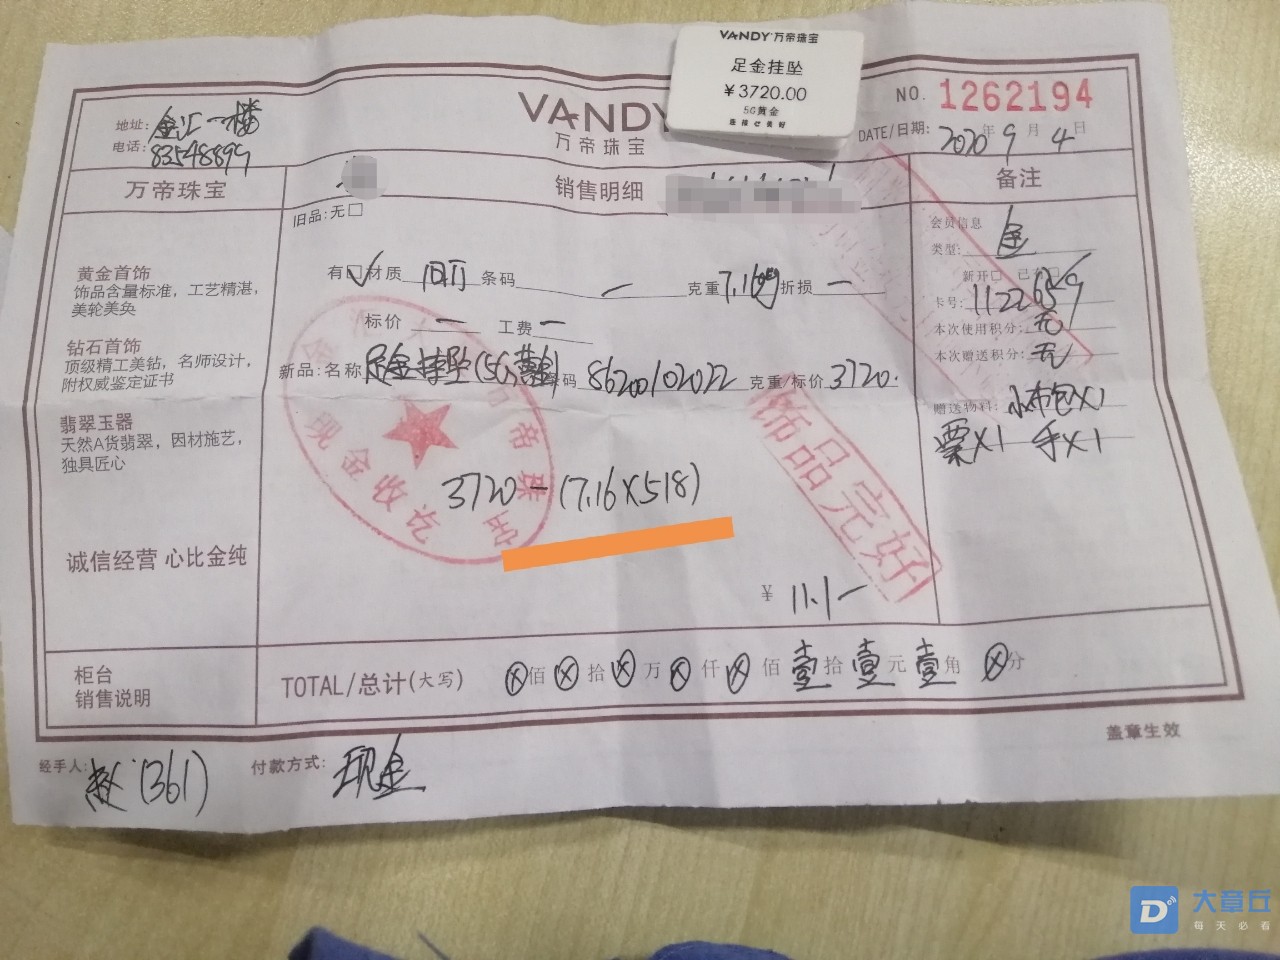 VANDY 万帝珠宝
足金挂坠
￥3720.00
5G黄金
NO. 1262194
地址: 金汇一楼
VANDY
万帝珠宝
电话: 83548899
DATE/日期: 2020年9月4日
万帝珠宝
销售明细
备注
旧品: 无□
会员信息
类型: 金
黄金首饰
饰品含量标准，工艺精湛，
美轮美奂
有☑材质 条码 — 克重 7.16 折损 —
新开□
卡号: 1122659
标价 — 工费 —
本次使用积分: 无
钻石首饰
顶级精工美钻，名师设计，
附权威鉴定证书
新品: 名称 足金挂坠(5G黄金) 条码 86200102022 克重/标价 3720.
本次赠送积分: 无
赠送物料: 小布包X1
票X1 手X1
翡翠玉器
天然A货翡翠，因材施艺，
独具匠心
现金收讫
饰品完好
3720-(7.16X518)
诚信经营 心比金纯
¥ 11.1-
柜台
销售说明
TOTAL/总计(大写) ⊗佰⊗拾⊗万⊗仟⊗佰壹拾壹元壹角⊗分
盖章生效
经手人: 赵(361)
付款方式: 现金
大章丘
每天必看